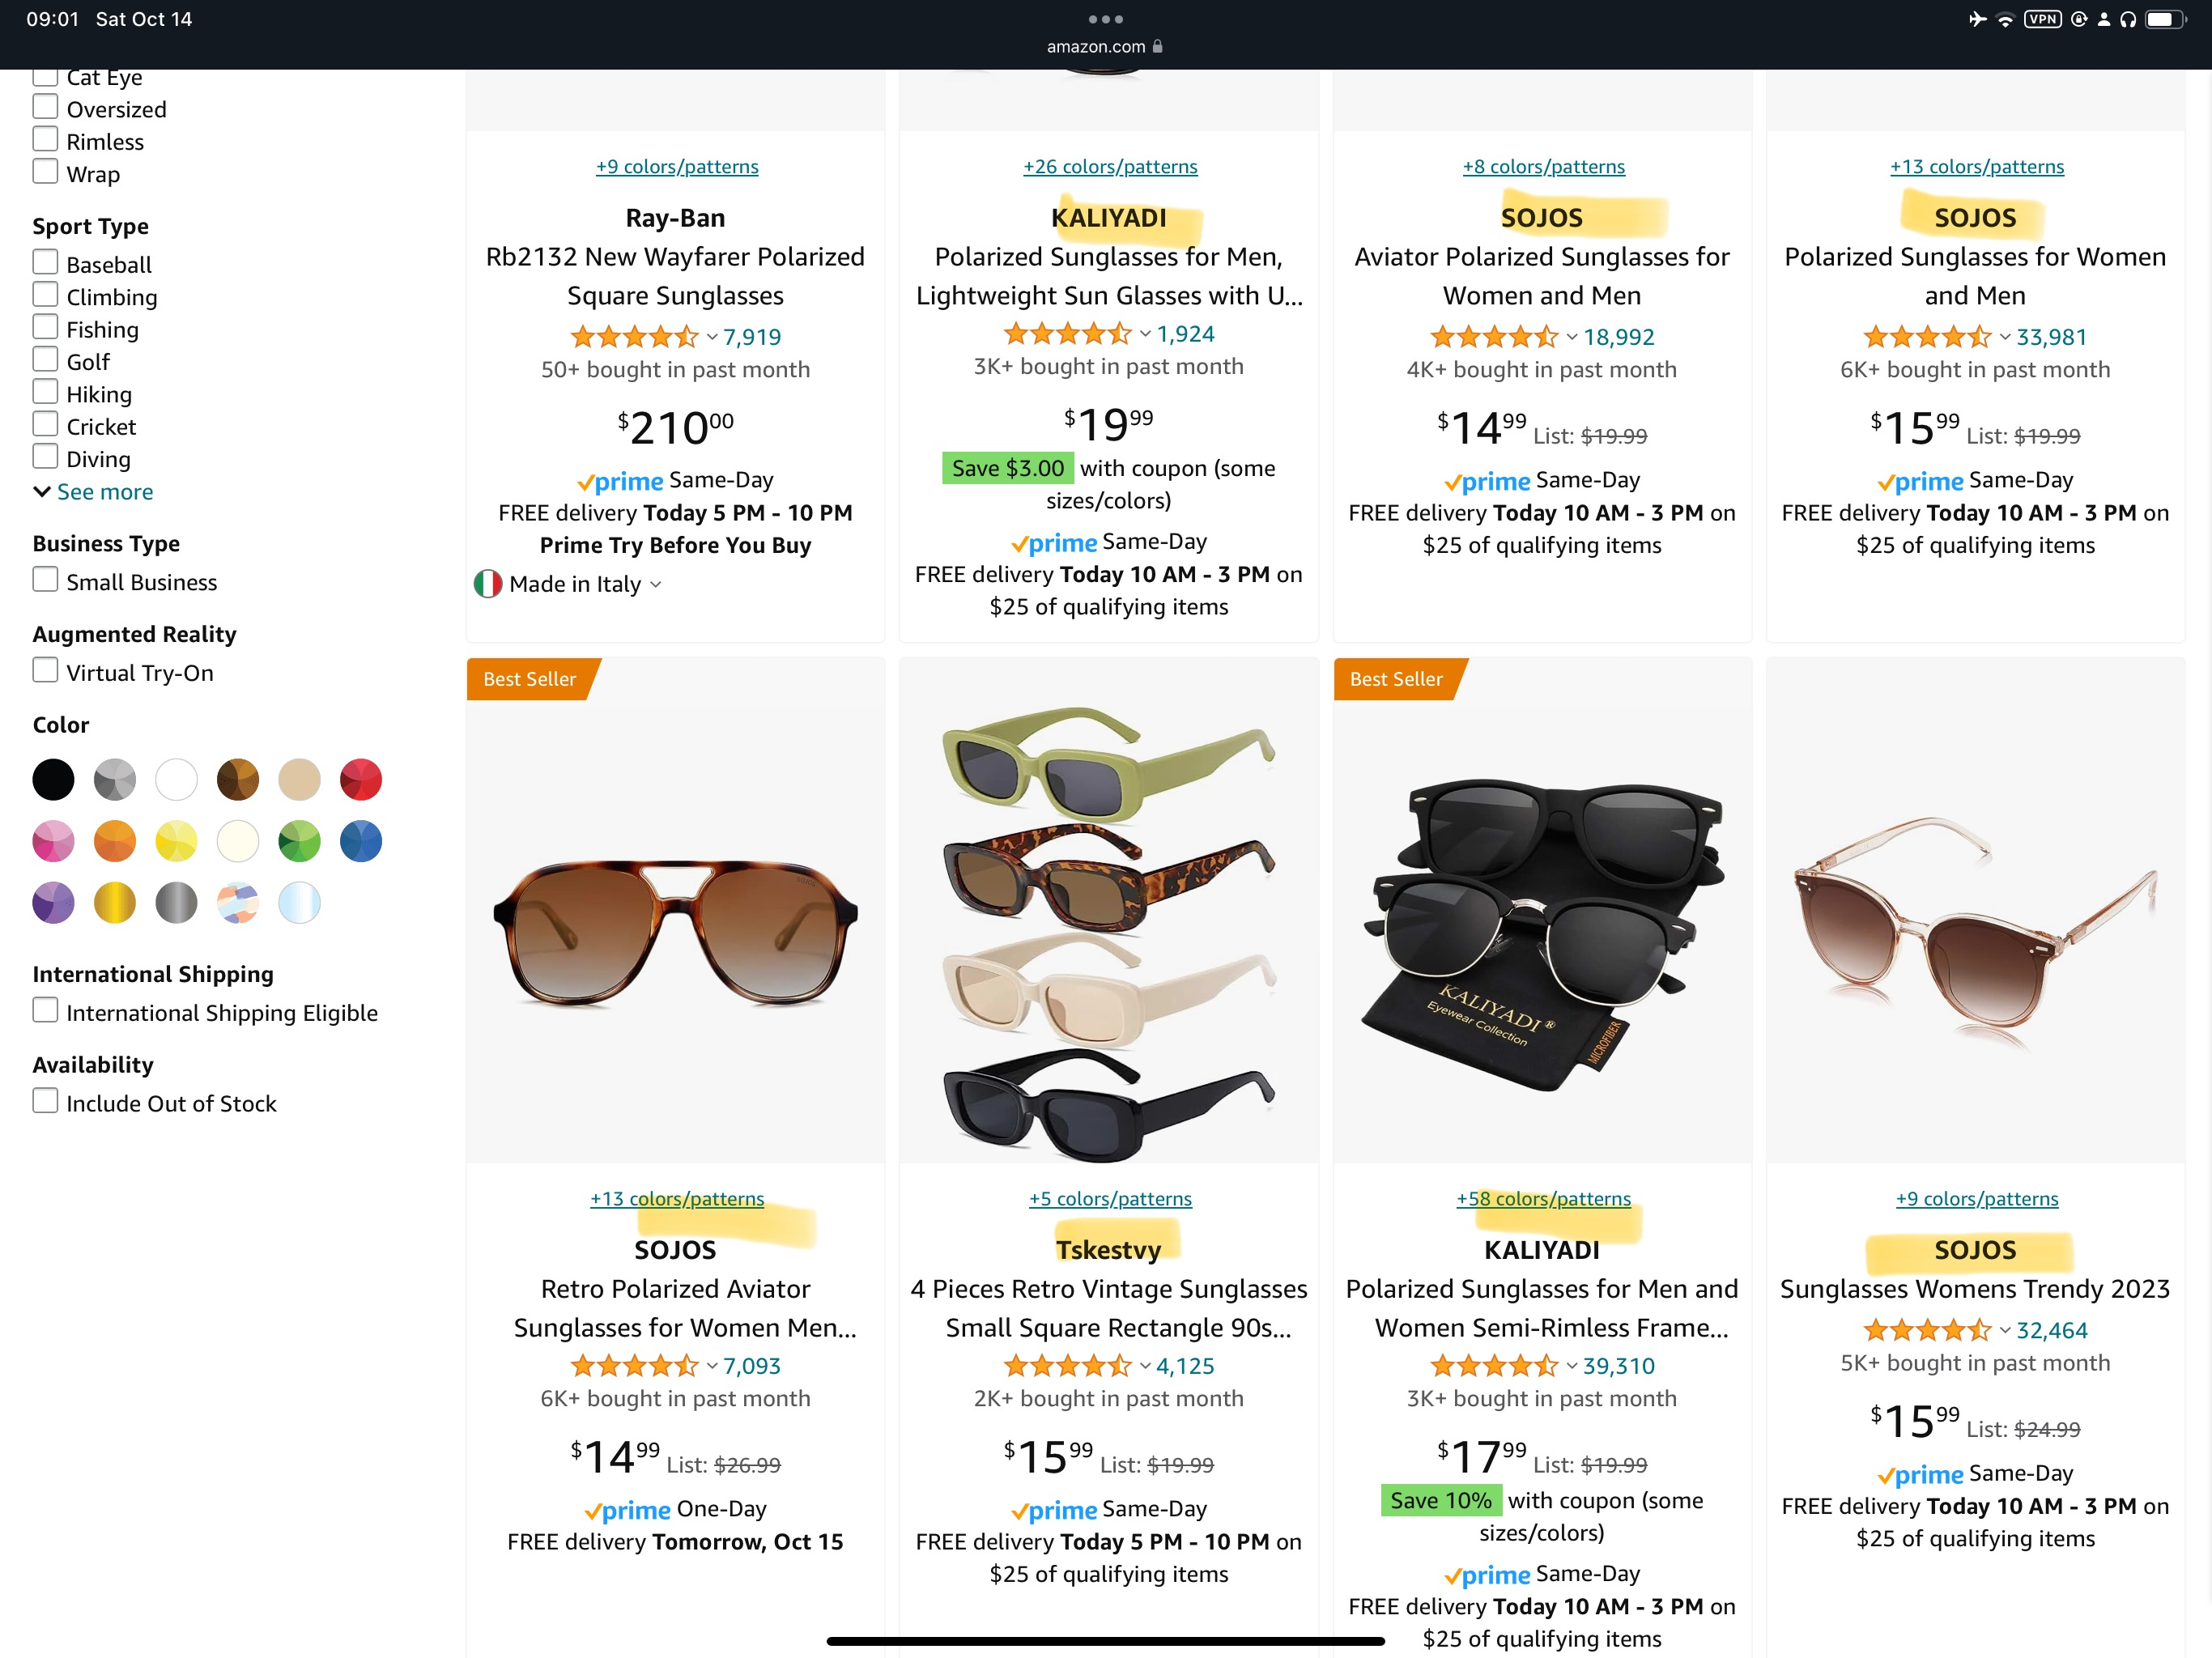 09:01 Sat Oct 14
VPN
amazon.com
Cat Eye
Oversized
Rimless
Wrap
Sport Type
Baseball
Climbing
Fishing
Golf
Hiking
Cricket
Diving
See more
Business Type
Small Business
Augmented Reality
Virtual Try-On
Color
International Shipping
International Shipping Eligible
Availability
Include Out of Stock
+9 colors/patterns
Ray-Ban
Rb2132 New Wayfarer Polarized
Square Sunglasses
7,919
50+ bought in past month
$21000
prime Same-Day
FREE delivery Today 5 PM - 10 PM
Prime Try Before You Buy
Made in Italy
+26 colors/patterns
KALIYADI
Polarized Sunglasses for Men,
Lightweight Sun Glasses with U...
1,924
3K+ bought in past month
$1999
Save $3.00 with coupon (some
sizes/colors)
prime Same-Day
FREE delivery Today 10 AM - 3 PM on
$25 of qualifying items
+8 colors/patterns
SOJOS
Aviator Polarized Sunglasses for
Women and Men
18,992
4K+ bought in past month
$1499 List: $19.99
prime Same-Day
FREE delivery Today 10 AM - 3 PM on
$25 of qualifying items
+13 colors/patterns
SOJOS
Polarized Sunglasses for Women
and Men
33,981
6K+ bought in past month
$1599 List: $19.99
prime Same-Day
FREE delivery Today 10 AM - 3 PM on
$25 of qualifying items
Best Seller
+13 colors/patterns
SOJOS
Retro Polarized Aviator
Sunglasses for Women Men...
7,093
6K+ bought in past month
$1499 List: $26.99
prime One-Day
FREE delivery Tomorrow, Oct 15
+5 colors/patterns
Tskestvy
4 Pieces Retro Vintage Sunglasses
Small Square Rectangle 90s...
4,125
2K+ bought in past month
$1599 List: $19.99
prime Same-Day
FREE delivery Today 5 PM - 10 PM on
$25 of qualifying items
Best Seller
KALIYADI®
Eyewear Collection
MICROFIBER
+58 colors/patterns
KALIYADI
Polarized Sunglasses for Men and
Women Semi-Rimless Frame...
39,310
3K+ bought in past month
$1799 List: $19.99
Save 10% with coupon (some
sizes/colors)
prime Same-Day
FREE delivery Today 10 AM - 3 PM on
$25 of qualifying items
+9 colors/patterns
SOJOS
Sunglasses Womens Trendy 2023
32,464
5K+ bought in past month
$1599 List: $24.99
prime Same-Day
FREE delivery Today 10 AM - 3 PM on
$25 of qualifying items